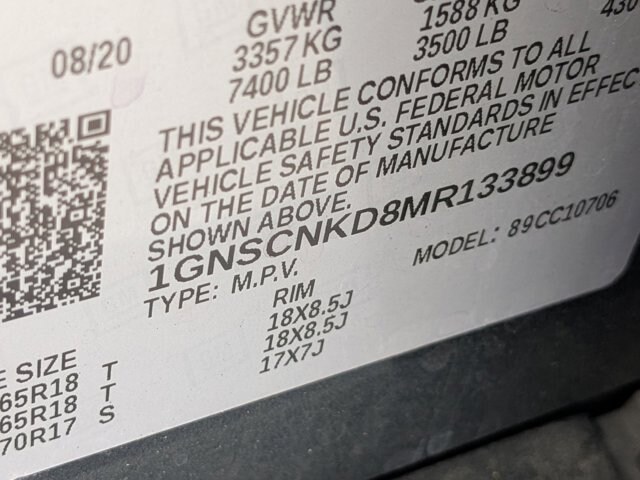 08/20
GVWR
3357 KG
7400 LB
1588 KG
3500 LB
THIS VEHICLE CONFORMS TO ALL
APPLICABLE U.S. FEDERAL MOTOR
VEHICLE SAFETY STANDARDS IN EFFEC
ON THE DATE OF MANUFACTURE
SHOWN ABOVE.
1GNSCNKD8MR133899
TYPE: M.P.V. MODEL: 89CC10706
E SIZE RIM
65R18 T 18X8.5J
65R18 T 18X8.5J
70R17 S 17X7J